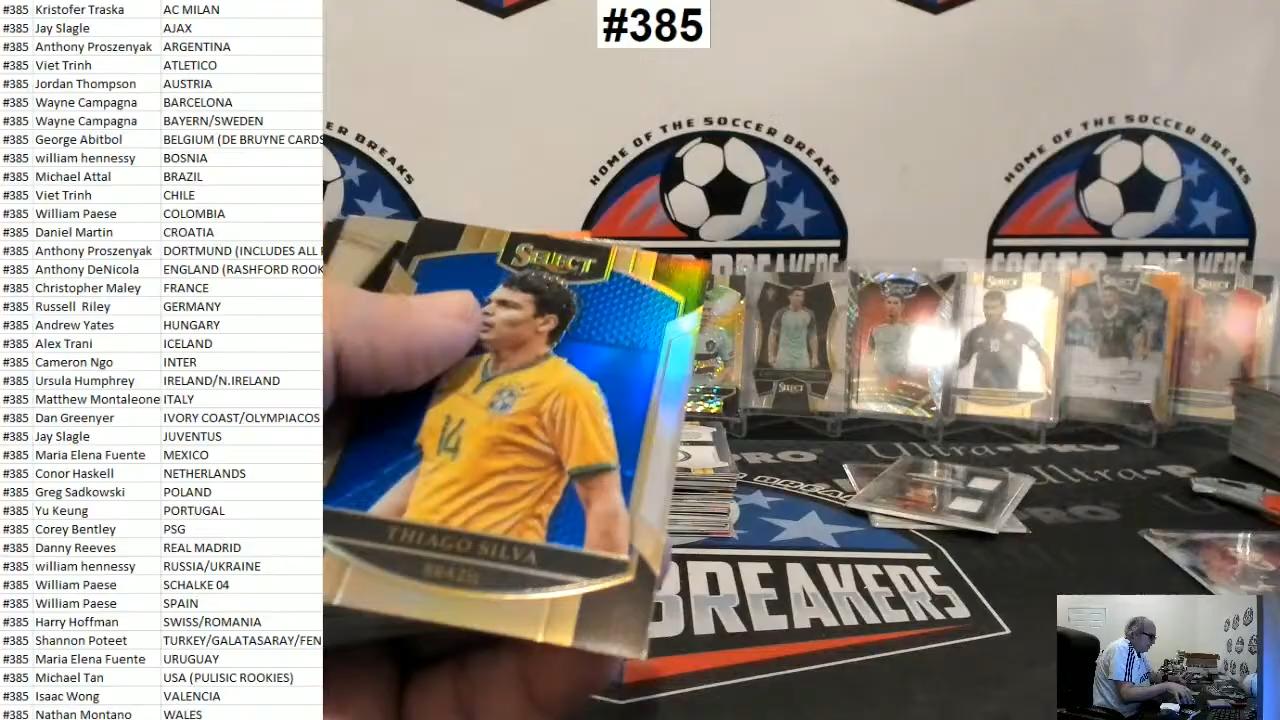 #385 Kristofer Traska AC MILAN
#385 Jay Slagle AJAX
#385 Anthony Proszenyak ARGENTINA
#385 Viet Trinh ATLETICO
#385 Jordan Thompson AUSTRIA
#385 Wayne Campagna BARCELONA
#385 Wayne Campagna BAYERN/SWEDEN
#385 George Abitbol BELGIUM (DE BRUYNE CARDS
#385 william hennessy BOSNIA
#385 Michael Attal BRAZIL
#385 Viet Trinh CHILE
#385 William Paese COLOMBIA
#385 Daniel Martin CROATIA
#385 Anthony Proszenyak DORTMUND (INCLUDES ALL
#385 Anthony DeNicola ENGLAND (RASHFORD ROOK
#385 Christopher Maley FRANCE
#385 Russell Riley GERMANY
#385 Andrew Yates HUNGARY
#385 Alex Trani ICELAND
#385 Cameron Ngo INTER
#385 Ursula Humphrey IRELAND/N.IRELAND
#385 Matthew Montaleone ITALY
#385 Dan Greenyer IVORY COAST/OLYMPIACOS
#385 Jay Slagle JUVENTUS
#385 Maria Elena Fuente MEXICO
#385 Conor Haskell NETHERLANDS
#385 Greg Sadkowski POLAND
#385 Yu Keung PORTUGAL
#385 Corey Bentley PSG
#385 Danny Reeves REAL MADRID
#385 william hennessy RUSSIA/UKRAINE
#385 William Paese SCHALKE 04
#385 William Paese SPAIN
#385 Harry Hoffman SWISS/ROMANIA
#385 Shannon Poteet TURKEY/GALATASARAY/FEN
#385 Maria Elena Fuente URUGUAY
#385 Michael Tan USA (PULISIC ROOKIES)
#385 Isaac Wong VALENCIA
#385 Nathan Montano WALES
#385
HOME OF THE SOCCER BREAKS
HOME OF THE SOCCER BREAKS
ER BREAKS
SELECT
14
THIAGO SILVA
BRAZIL
SELECT
BREAKERS
Ultra PRO